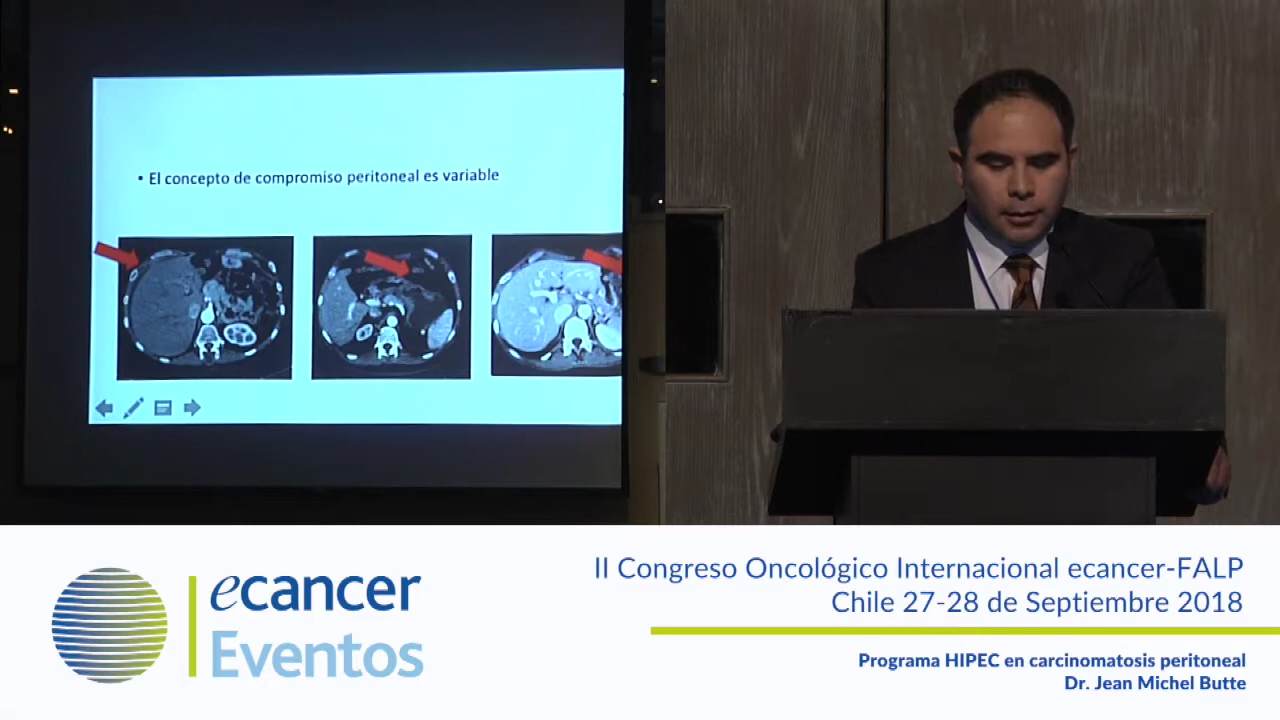 • El concepto de compromiso peritoneal es variable
ecancer
Eventos
II Congreso Oncológico Internacional ecancer-FALP
Chile 27-28 de Septiembre 2018
Programa HIPEC en carcinomatosis peritoneal
Dr. Jean Michel Butte